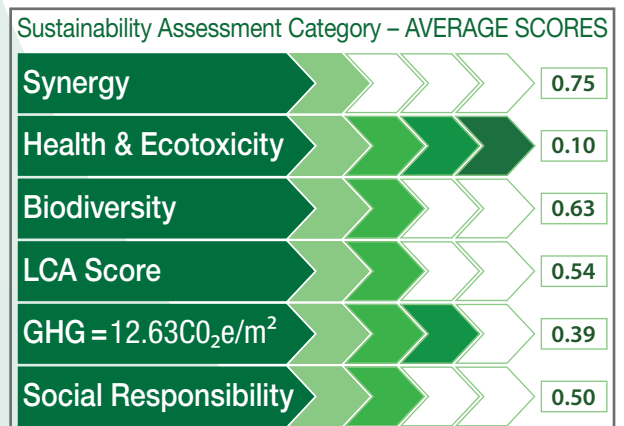 Sustainability Assessment Category – AVERAGE SCORES
Synergy 0.75
Health & Ecotoxicity 0.10
Biodiversity 0.63
LCA Score 0.54
GHG = 12.63C0₂e/m² 0.39
Social Responsibility 0.50